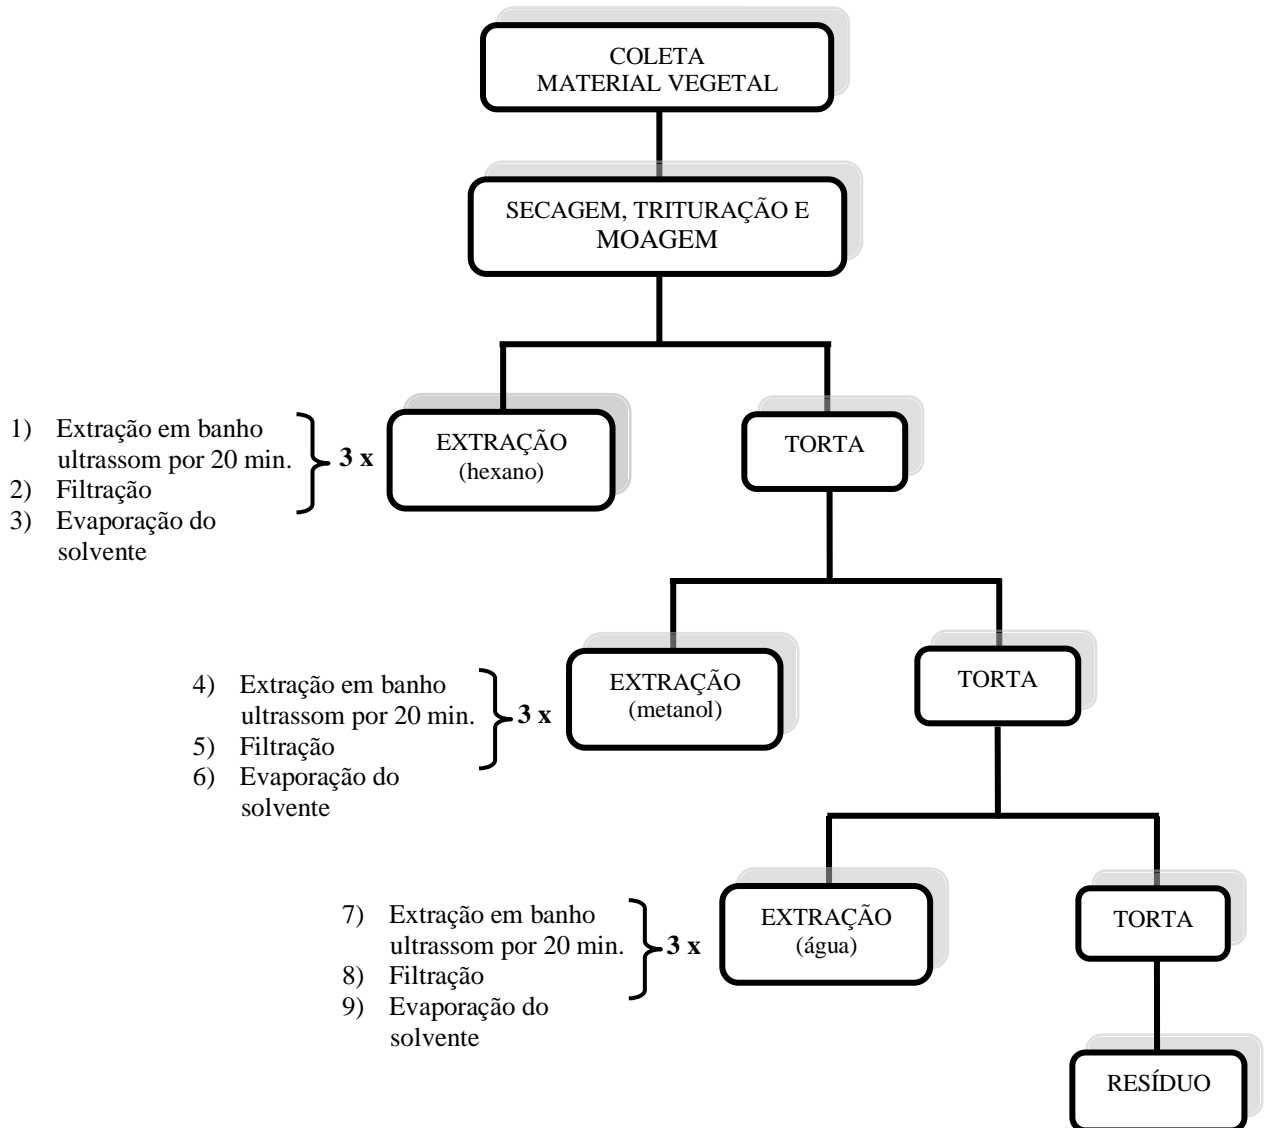 COLETA
MATERIAL VEGETAL
SECAGEM, TRITURAÇÃO E
MOAGEM
1) Extração em banho
ultrassom por 20 min.
2) Filtração
3) Evaporação do
solvente
3 x
EXTRAÇÃO
(hexano)
TORTA
4) Extração em banho
ultrassom por 20 min.
5) Filtração
6) Evaporação do
solvente
3 x
EXTRAÇÃO
(metanol)
TORTA
7) Extração em banho
ultrassom por 20 min.
8) Filtração
9) Evaporação do
solvente
3 x
EXTRAÇÃO
(água)
TORTA
RESÍDUO